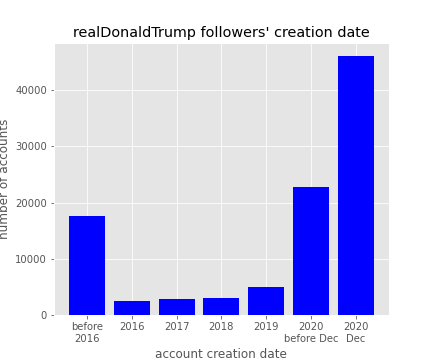 realDonaldTrump followers' creation date
number of accounts
40000
30000
20000
10000
0
before
2016
2016
2017
2018
2019
2020
before Dec
2020
Dec
account creation date